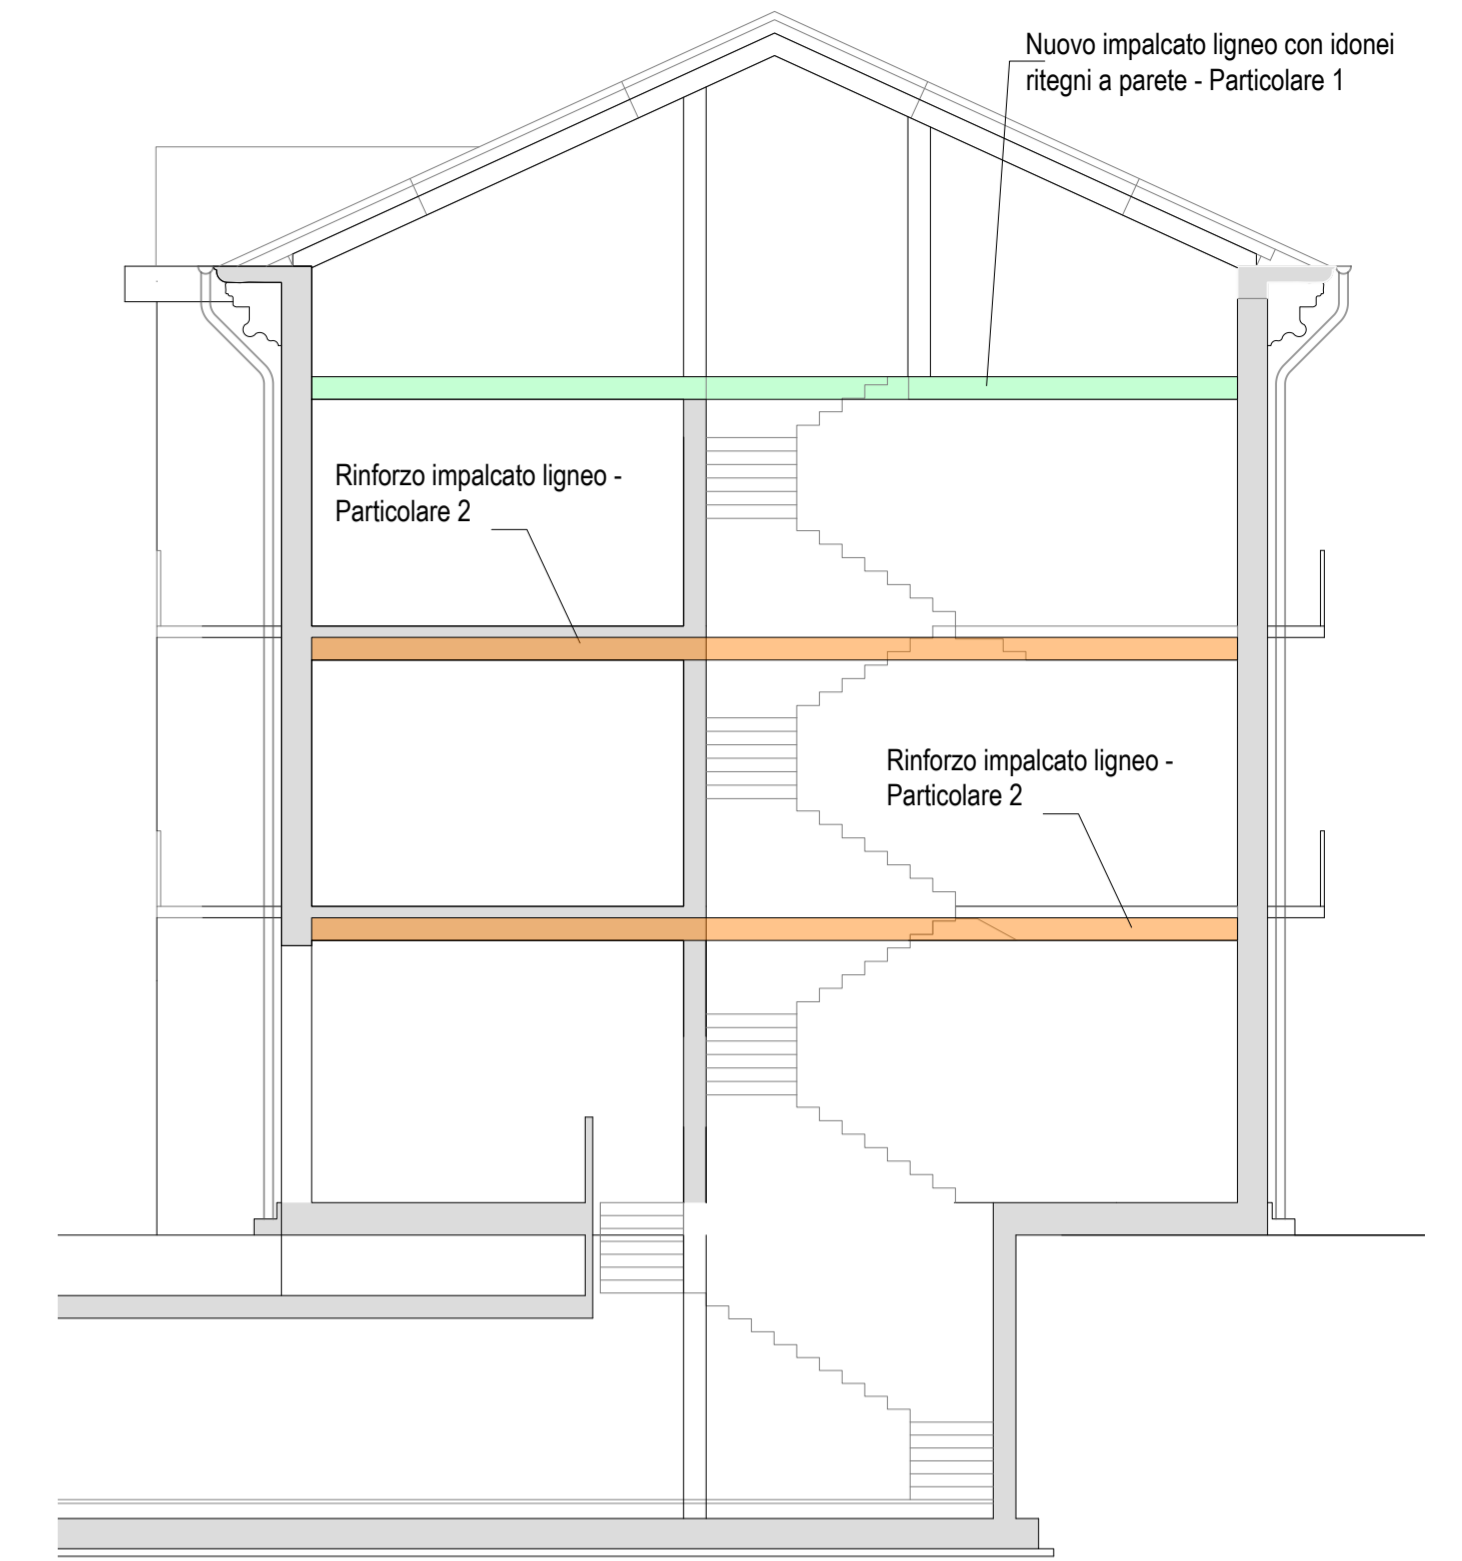 Nuovo impalcato ligneo con idonei
ritegni a parete - Particolare 1
Rinforzo impalcato ligneo -
Particolare 2
Rinforzo impalcato ligneo -
Particolare 2